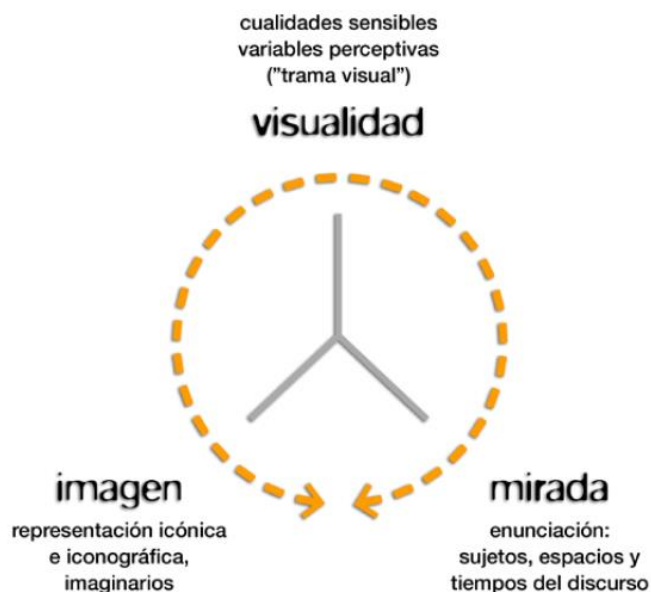 cualidades sensibles
variables perceptivas
("trama visual")
visualidad
imagen
representación icónica
e iconográfica,
imaginarios
mirada
enunciación:
sujetos, espacios y
tiempos del discurso